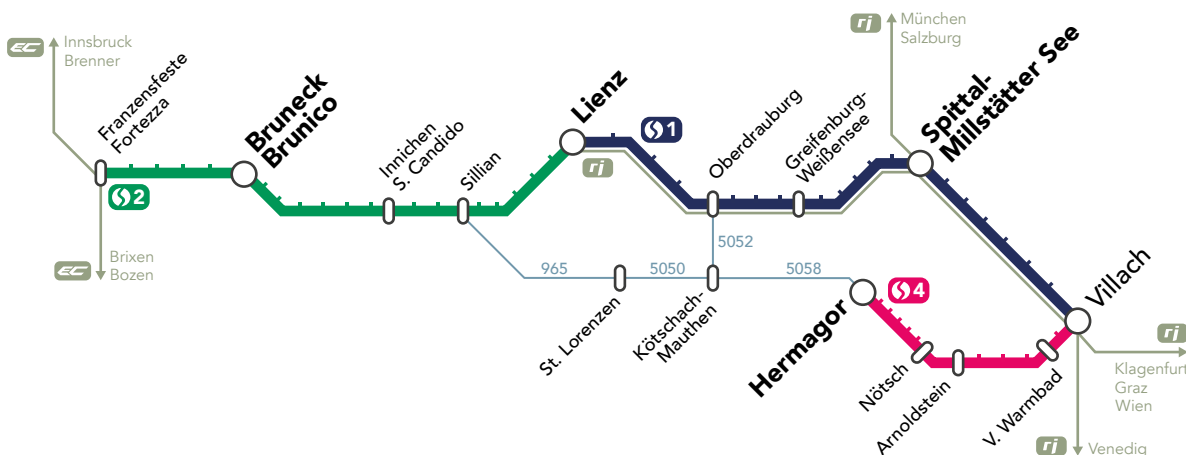 EC
Innsbruck
Brenner
Franzensfeste
Fortezza
S2
EC
Brixen
Bozen
Bruneck
Brunico
Innichen
S. Candido
Sillian
Lienz
rj
S1
Oberdrauburg
Greifenburg-
Weißensee
rj
München
Salzburg
Spittal-
Millstätter See
5052
965
5050
5058
St. Lorenzen
Kötschach-
Mauthen
Hermagor
S4
Nötsch
Arnoldstein
V. Warmbad
Villach
rj
Klagenfurt
Graz
Wien
rj
Venedig